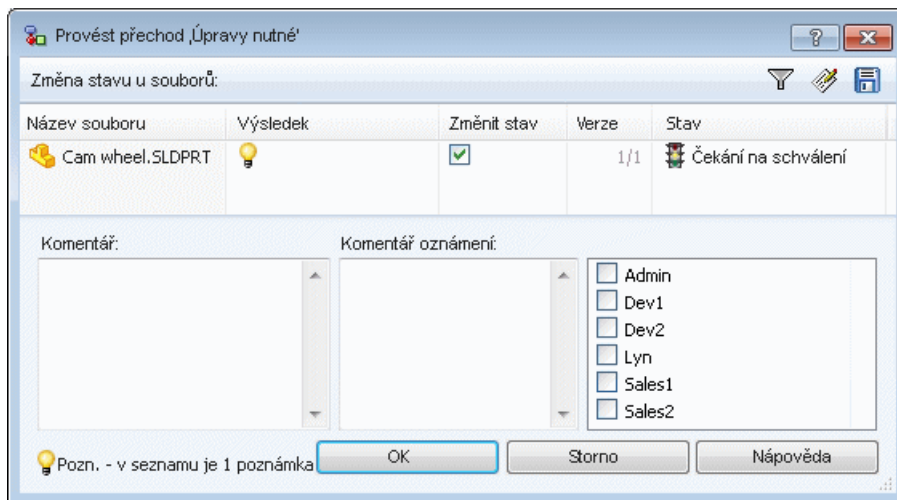 Provést přechod ‚Úpravy nutné'
Změna stavu u souborů:
Název souboru Výsledek Změnit stav Verze Stav
Cam wheel.SLDPRT 1/1 Čekání na schválení
Komentář: Komentář oznámení:
Admin
Dev1
Dev2
Lyn
Sales1
Sales2
Pozn. - v seznamu je 1 poznámka OK Storno Nápověda